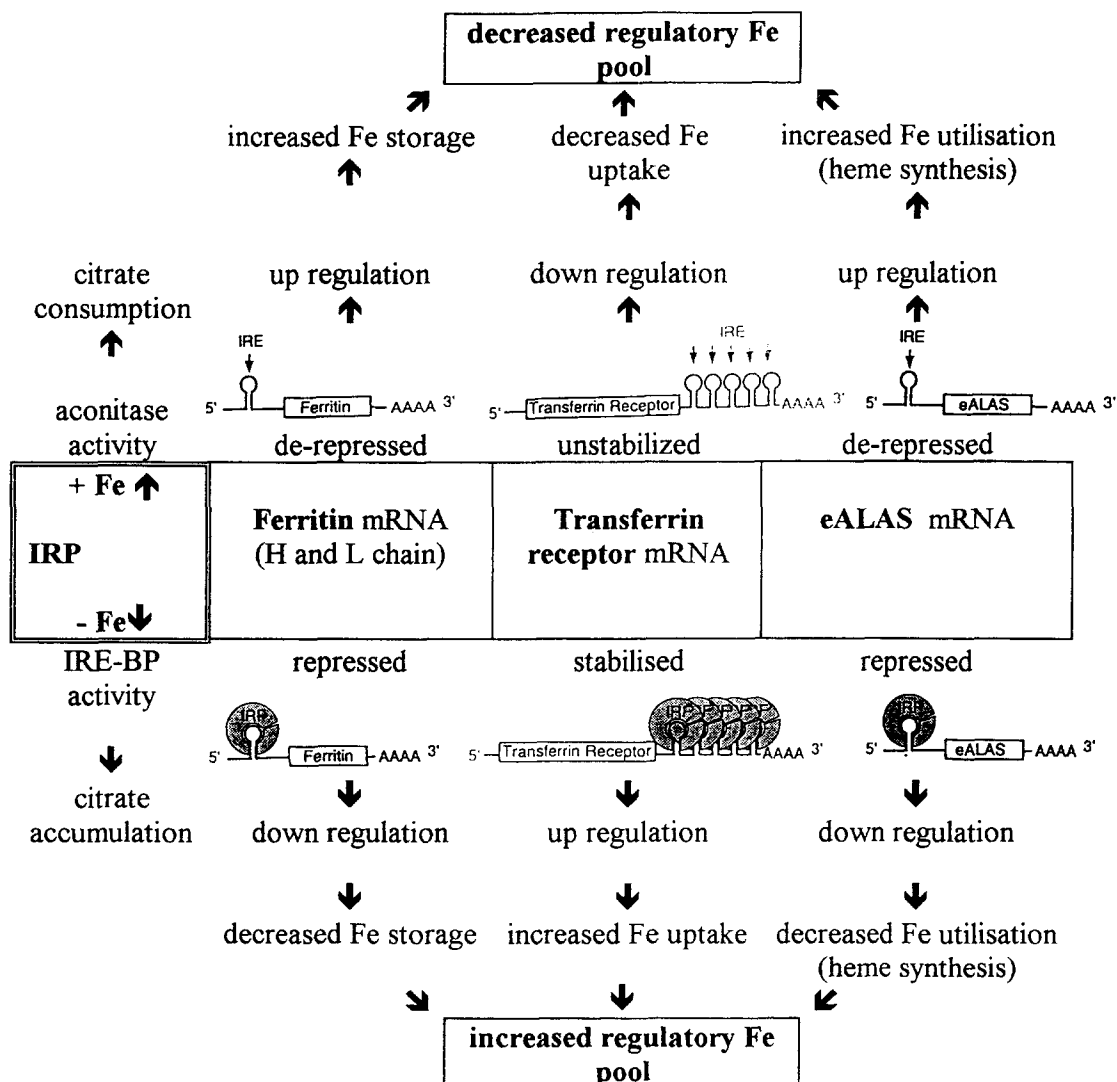 decreased regulatory Fe
pool
increased Fe storage
decreased Fe
uptake
increased Fe utilisation
(heme synthesis)
citrate
consumption
up regulation
down regulation
up regulation
IRE
IRE
IRE
aconitase
activity
5' Ferritin AAAA 3'
5' Transferrin Receptor AAAA 3'
5' eALAS AAAA 3'
de-repressed
unstabilized
de-repressed
+ Fe
IRP
- Fe
Ferritin mRNA
(H and L chain)
Transferrin
receptor mRNA
eALAS mRNA
IRE-BP
activity
repressed
stabilised
repressed
IRP
IRP P P P P
IRP
5' Ferritin AAAA 3'
5' Transferrin Receptor AAAA 3'
5' eALAS AAAA 3'
citrate
accumulation
down regulation
up regulation
down regulation
decreased Fe storage
increased Fe uptake
decreased Fe utilisation
(heme synthesis)
increased regulatory Fe
pool